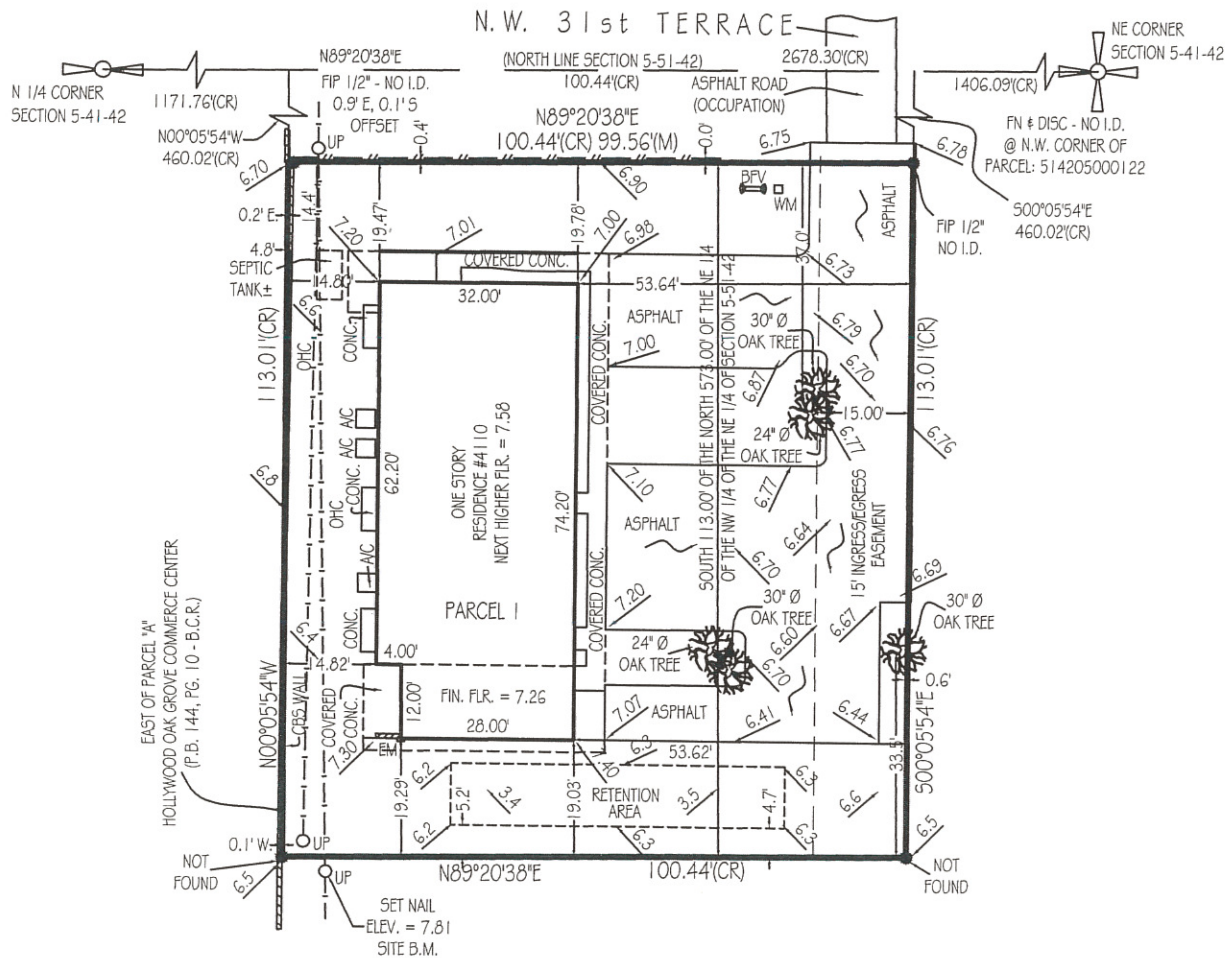 N.W. 31st TERRACE
NE CORNER
SECTION 5-41-42
N89°20'38"E
(NORTH LINE SECTION 5-51-42)
100.44'(CR)
2678.30'(CR)
N 1/4 CORNER
SECTION 5-41-42
1171.76'(CR)
FIP 1/2" - NO I.D.
0.9' E, 0.1' S
OFFSET
ASPHALT ROAD
(OCCUPATION)
1406.09'(CR)
N00°05'54"W
460.02'(CR)
UP
0.4'
N89°20'38"E
100.44'(CR) 99.56'(M)
0.0'
FN & DISC - NO I.D.
@ N.W. CORNER OF
PARCEL: 514205000122
6.70
6.75
6.78
6.90
BFV
WM
ASPHALT
S00°05'54"E
460.02'(CR)
FIP 1/2"
NO I.D.
0.2' E.
14.4'
19.47'
19.78'
37.0'
4.8'
7.20
7.01
7.00
6.98
6.73
SEPTIC
TANK±
14.80'
COVERED CONC.
32.00'
53.64'
6.6
OHC
CONC.
ASPHALT
30" Ø
OAK TREE
6.79
113.01'(CR)
COVERED CONC.
7.00
6.87
6.70
113.01'(CR)
15.00'
A/C
A/C
24" Ø
OAK TREE
6.77
6.76
62.20'
ONE STORY
RESIDENCE #4110
NEXT HIGHER FLR. = 7.58
74.20'
6.8
CONC.
OHC
7.10
6.77
ASPHALT
SOUTH 113.00' OF THE NORTH 573.00' OF THE NE 1/4
OF THE NW 1/4 OF THE NE 1/4 OF SECTION 5-51-42
6.64
15' INGRESS/EGRESS
EASEMENT
A/C
6.70
6.69
PARCEL 1
7.20
30" Ø
OAK TREE
6.67
30" Ø
OAK TREE
CONC.
COVERED CONC.
24" Ø
OAK TREE
6.60
6.4
14.82'
4.00'
6.70
0.6'
EAST OF PARCEL "A"
HOLLYWOOD OAK GROVE COMMERCE CENTER
(P.B. 144, PG. 10 - B.C.R.)
N00°05'54"W
CBS WALL
COVERED
CONC.
12.00'
FIN. FLR. = 7.26
28.00'
7.07
ASPHALT
6.41
6.44
33.5'
S00°05'54"E
7.30
EM
.40
6.3
53.62'
6.2
6.3
19.29'
5.2'
3.4
19.03'
RETENTION
AREA
3.5
4.7'
6.6
6.2
6.3
6.3
6.5
0.1' W.
UP
NOT
FOUND
6.5
UP
N89°20'38"E
100.44'(CR)
NOT
FOUND
SET NAIL
ELEV. = 7.81
SITE B.M.